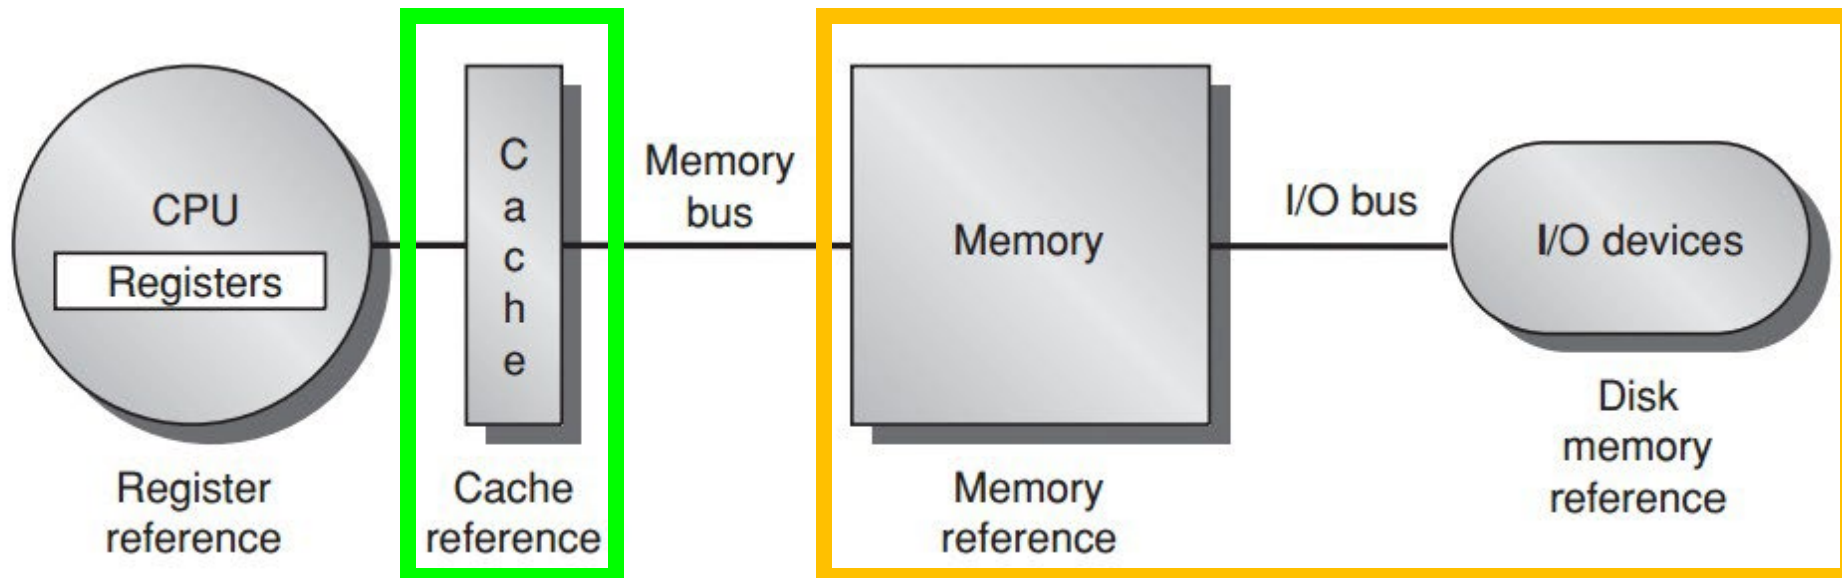 CPU
Registers
Register
reference
C
a
c
h
e
Cache
reference
Memory
bus
Memory
Memory
reference
I/O bus
I/O devices
Disk
memory
reference